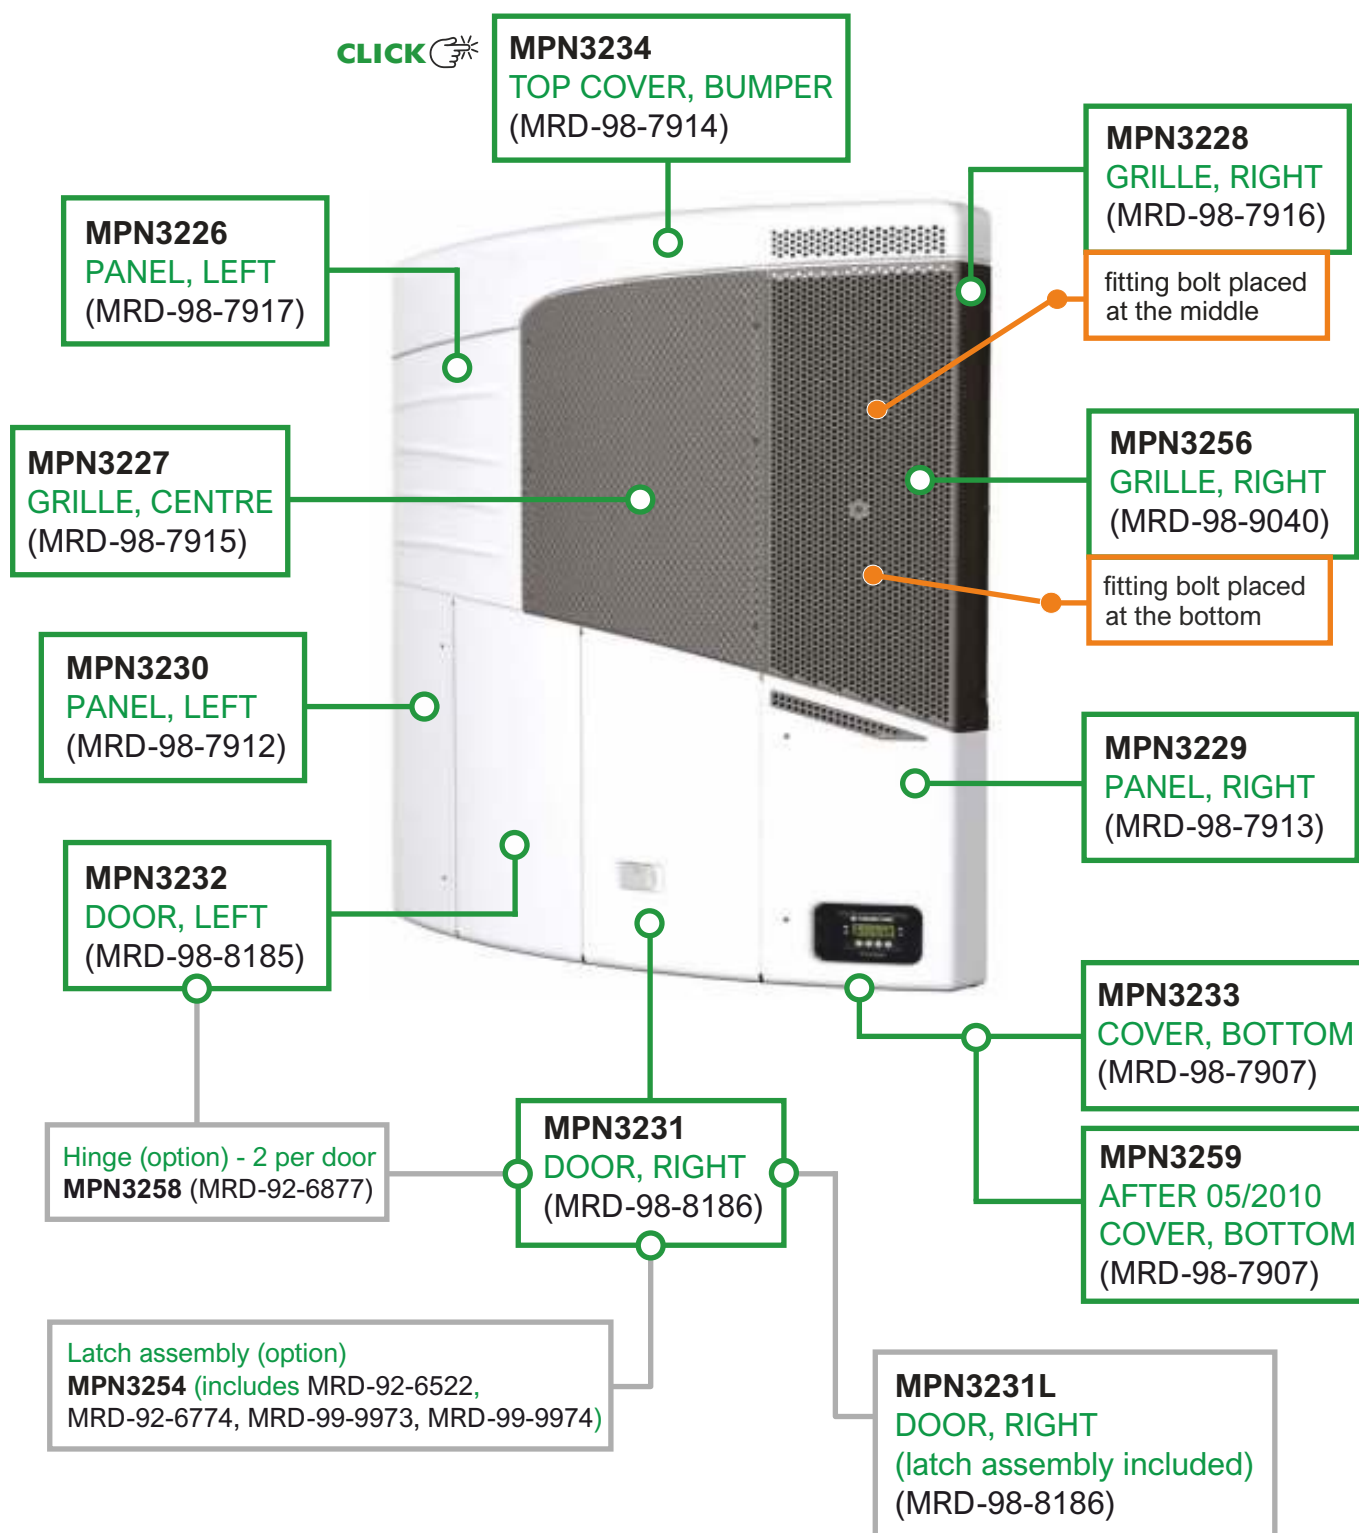 CLICK
MPN3234
TOP COVER, BUMPER
(MRD-98-7914)
MPN3228
GRILLE, RIGHT
(MRD-98-7916)
fitting bolt placed
at the middle
MPN3226
PANEL, LEFT
(MRD-98-7917)
MPN3227
GRILLE, CENTRE
(MRD-98-7915)
MPN3256
GRILLE, RIGHT
(MRD-98-9040)
fitting bolt placed
at the bottom
MPN3230
PANEL, LEFT
(MRD-98-7912)
MPN3229
PANEL, RIGHT
(MRD-98-7913)
MPN3232
DOOR, LEFT
(MRD-98-8185)
MPN3233
COVER, BOTTOM
(MRD-98-7907)
Hinge (option) - 2 per door
MPN3258 (MRD-92-6877)
MPN3231
DOOR, RIGHT
(MRD-98-8186)
MPN3259
AFTER 05/2010
COVER, BOTTOM
(MRD-98-7907)
Latch assembly (option)
MPN3254 (includes MRD-92-6522,
MRD-92-6774, MRD-99-9973, MRD-99-9974)
MPN3231L
DOOR, RIGHT
(latch assembly included)
(MRD-98-8186)